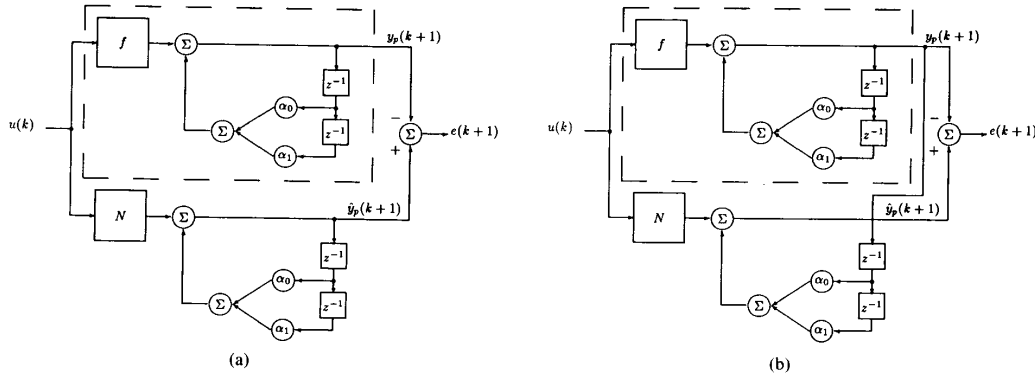 f
Σ
y_p(k+1)
z^{-1}
α_0
Σ
z^{-1}
α_1
u(k)
−
Σ
e(k+1)
+
N
Σ
ŷ_p(k+1)
z^{-1}
α_0
Σ
z^{-1}
α_1
(a)
f
Σ
y_p(k+1)
z^{-1}
α_0
Σ
z^{-1}
α_1
u(k)
−
Σ
e(k+1)
+
N
Σ
ŷ_p(k+1)
z^{-1}
α_0
Σ
z^{-1}
α_1
(b)